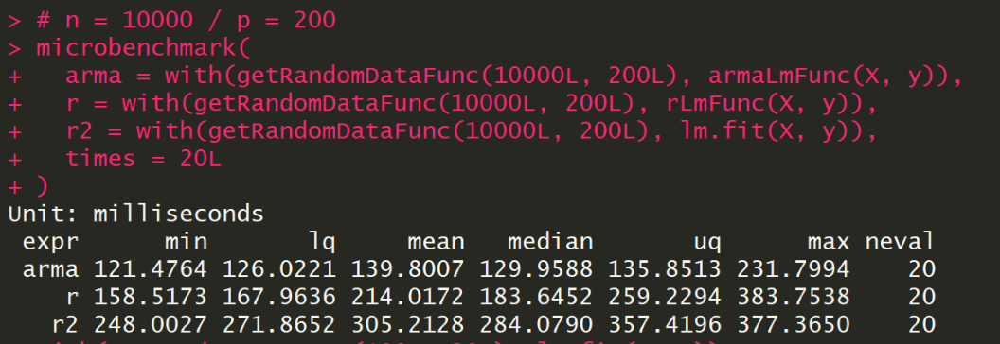 > # n = 10000 / p = 200
> microbenchmark(
+   arma = with(getRandomDataFunc(10000L, 200L), armaLmFunc(X, y)),
+   r = with(getRandomDataFunc(10000L, 200L), rLmFunc(X, y)),
+   r2 = with(getRandomDataFunc(10000L, 200L), lm.fit(X, y)),
+   times = 20L
+ )
Unit: milliseconds
 expr      min       lq     mean   median       uq      max neval
 arma 121.4764 126.0221 139.8007 129.9588 135.8513 231.7994    20
    r 158.5173 167.9636 214.0172 183.6452 259.2294 383.7538    20
   r2 248.0027 271.8652 305.2128 284.0790 357.4196 377.3650    20